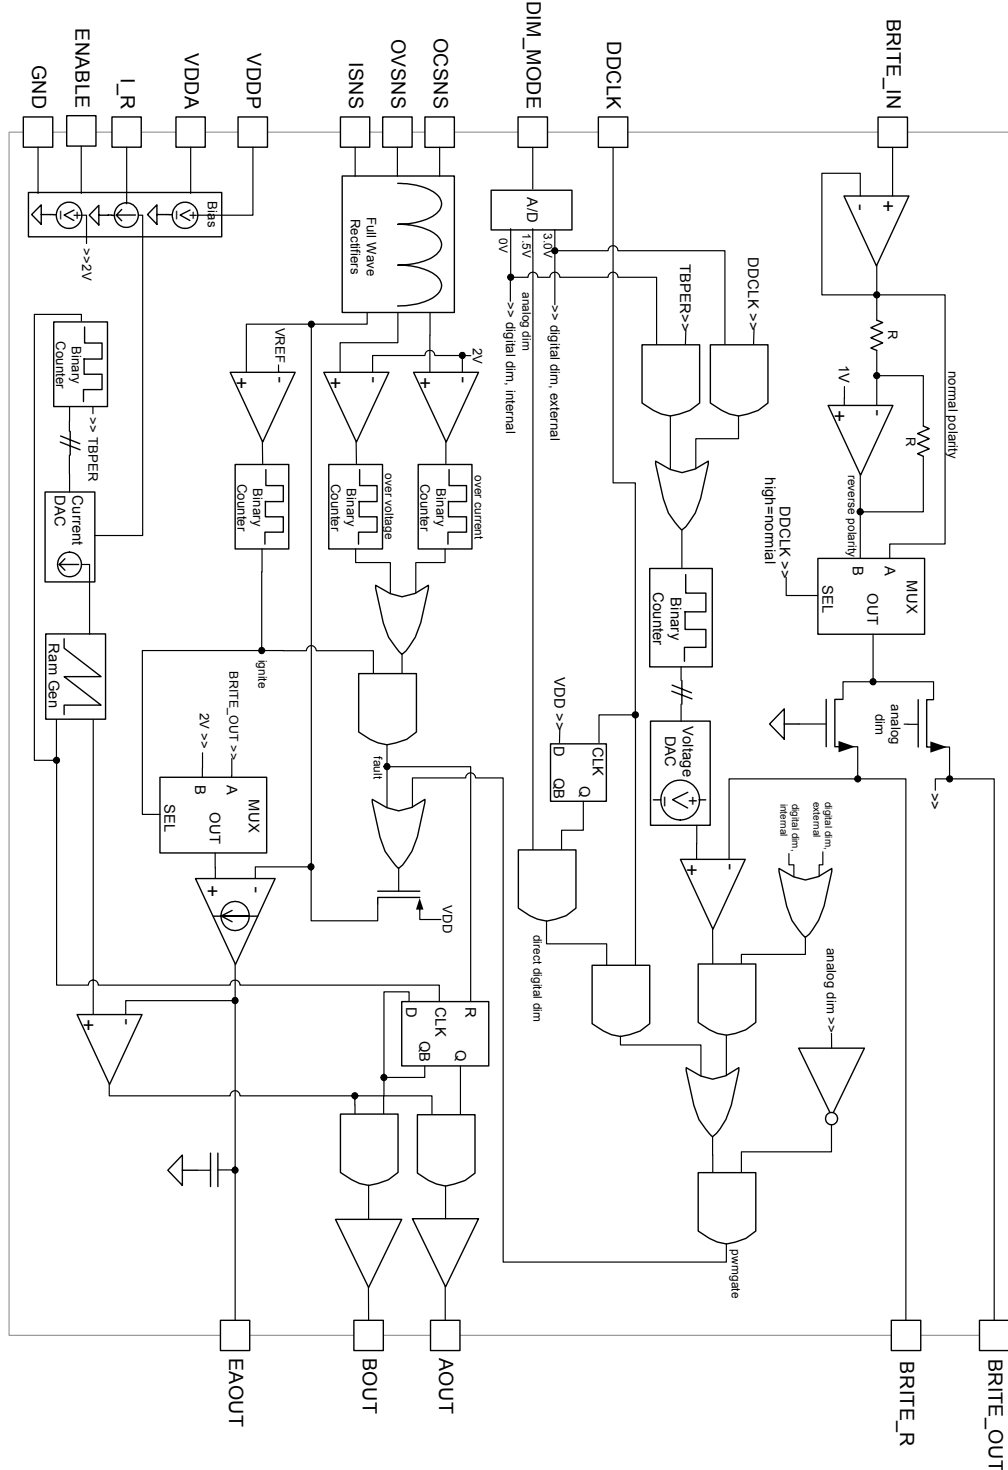 BRITE_IN
DDCLK
DIM_MODE
OCSNS
OVSNS
ISNS
VDDP
VDDA
I_R
ENABLE
GND
+
-
R
R
normal polarity
1V
-
+
reverse polarity
DDCLK >>
high=normial
MUX
A
B
OUT
SEL
analog
dim
>>
DDCLK >>
TBPER>>
A/D
3.0V
1.5V
0V
>> digital dim, external
analog dim
>> digital dim, internal
Binary
Counter
Voltage
DAC
+
V
-
digital dim,
external
digital dim,
internal
-
+
analog dim >>
VDD >>
CLK
D
Q
QB
direct digital dim
pwmgate
Full Wave
Rectifiers
2V
VREF
-
+
-
+
-
+
over current
Binary
Counter
over voltage
Binary
Counter
Binary
Counter
ignite
fault
VDD
BRITE_OUT >>
2V >>
MUX
A
B
OUT
SEL
-
+
R
CLK
D
Q
QB
Bias
+
V
-
+
V
-
>>2V
Binary
Counter
>> TBPER
Current
DAC
Ram Gen
-
+
BRITE_OUT
BRITE_R
AOUT
BOUT
EAOUT